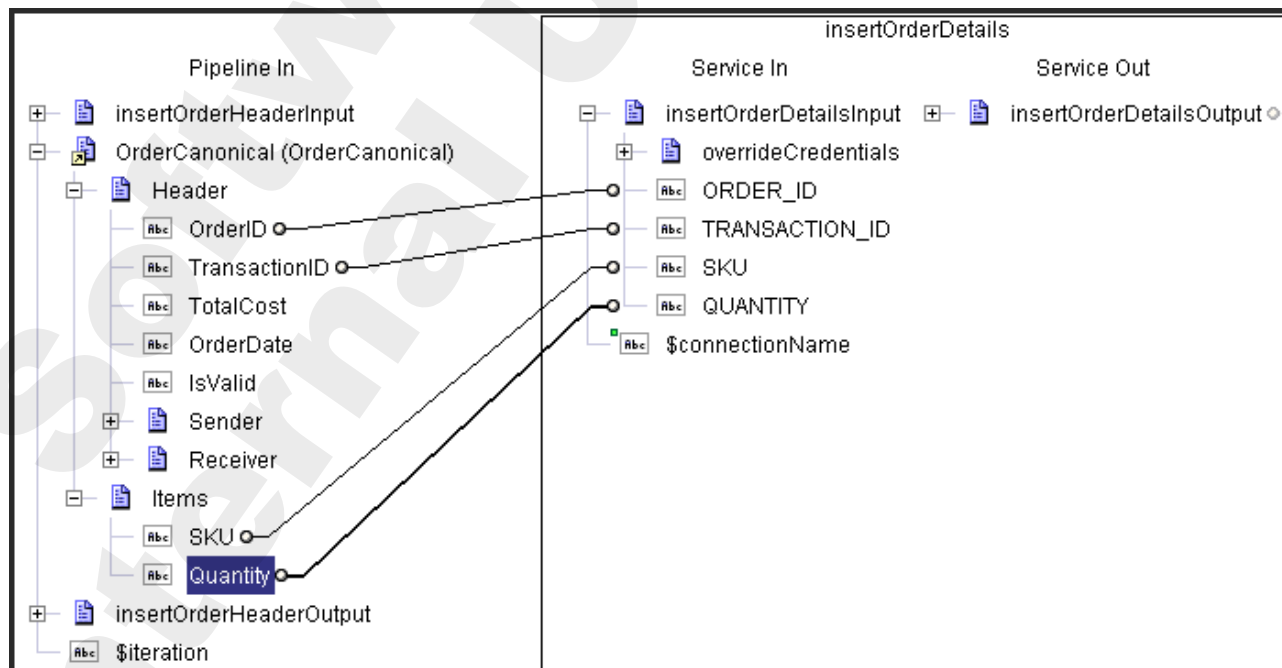 insertOrderDetails
Pipeline In
Service In
Service Out
insertOrderHeaderInput
OrderCanonical (OrderCanonical)
Header
OrderID
TransactionID
TotalCost
OrderDate
IsValid
Sender
Receiver
Items
SKU
Quantity
insertOrderHeaderOutput
$iteration
insertOrderDetailsInput
overrideCredentials
ORDER_ID
TRANSACTION_ID
SKU
QUANTITY
$connectionName
insertOrderDetailsOutput